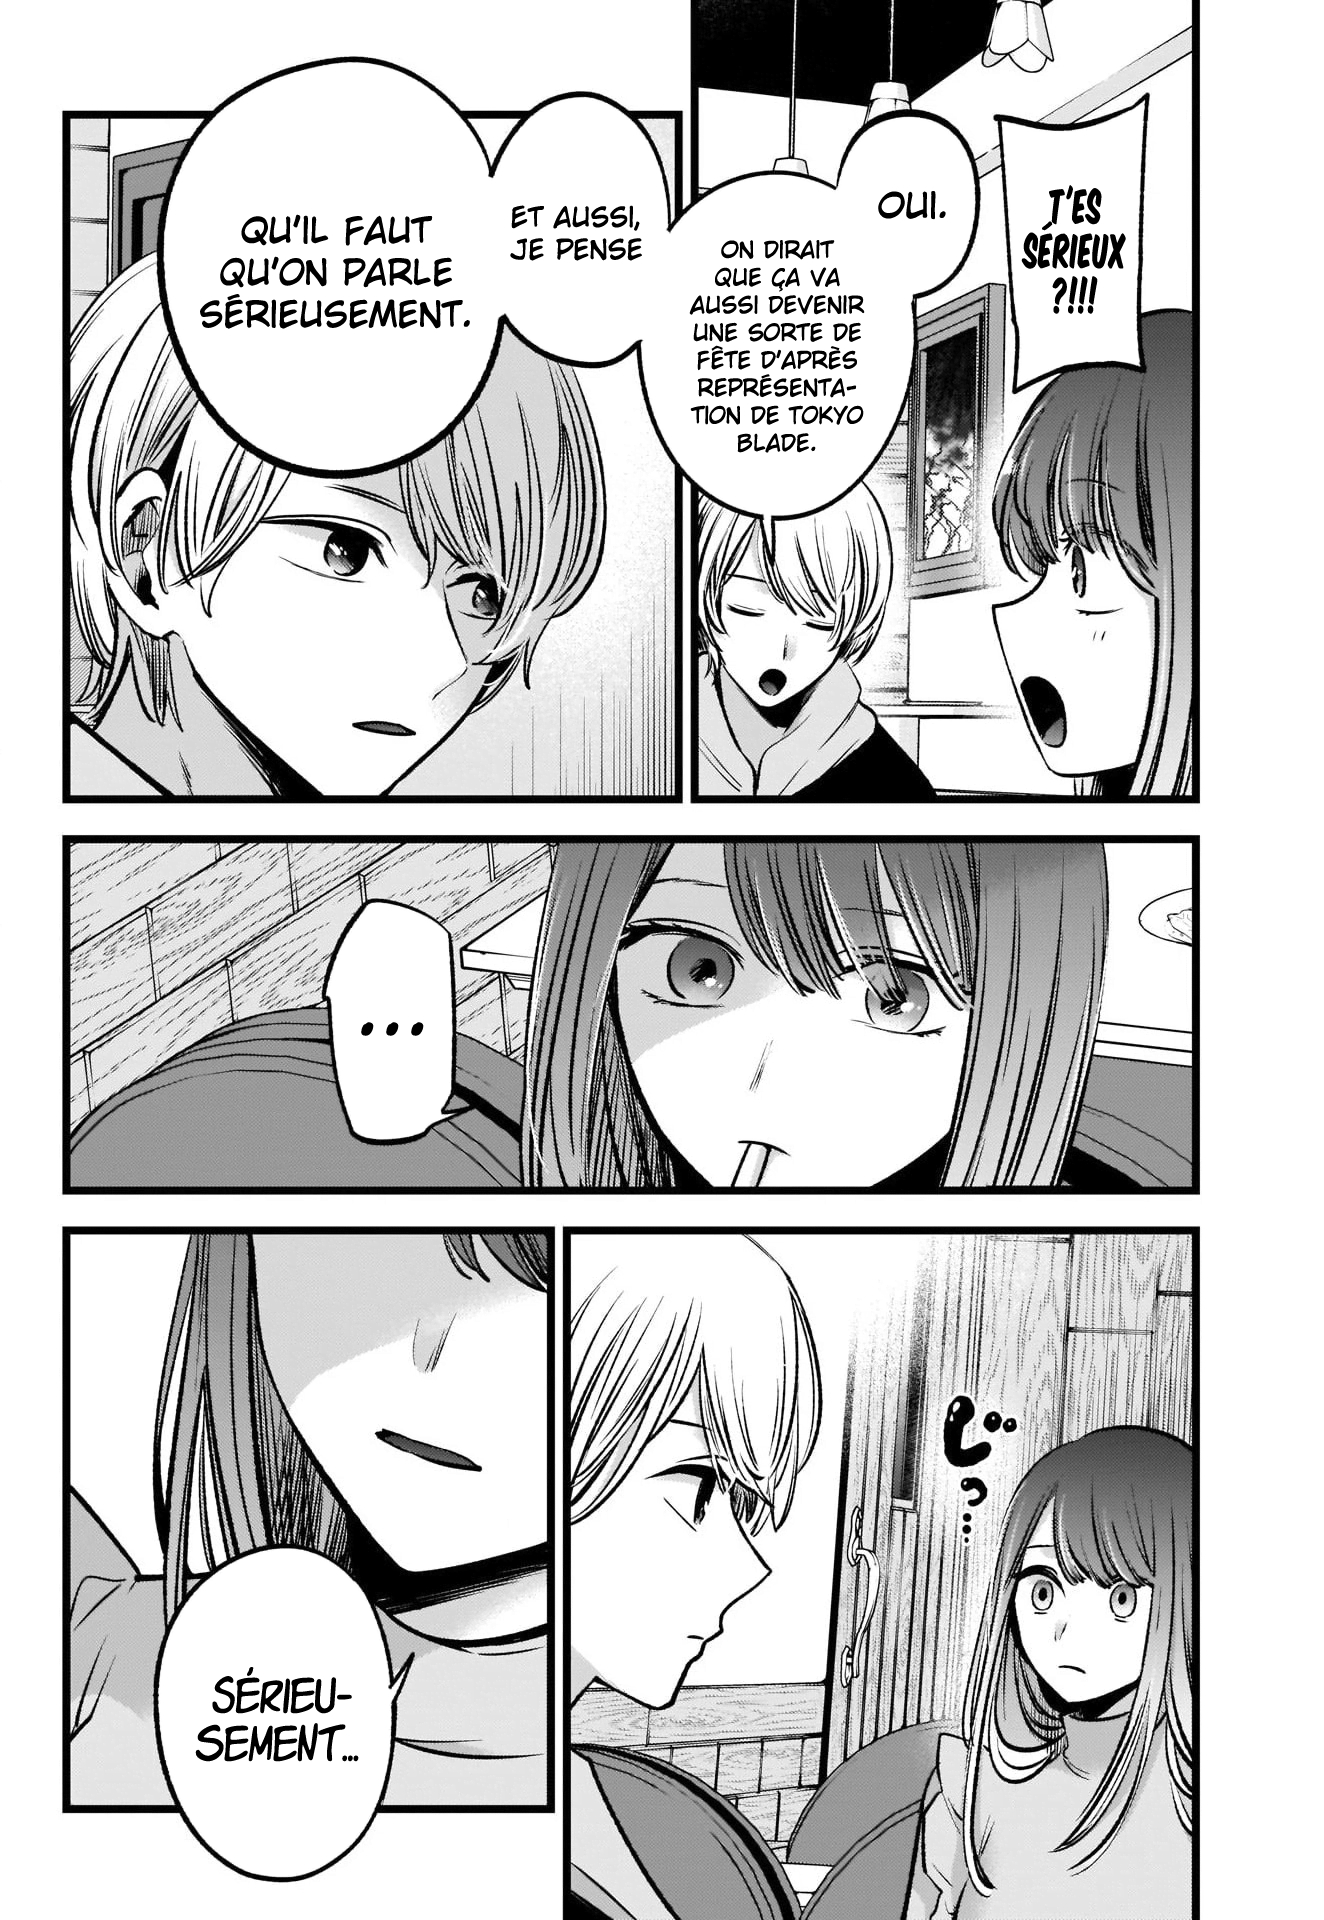 T'ES
SÉRIEUX
?!!!
OUI.
ON DIRAIT
QUE ÇA VA
AUSSI DEVENIR
UNE SORTE DE
FÊTE D'APRÈS
REPRÉSENTA-
TION DE TOKYO
BLADE.
ET AUSSI,
JE PENSE
QU'IL FAUT
QU'ON PARLE
SÉRIEUSEMENT.
...
じっ…
SÉRIEU-
SEMENT...